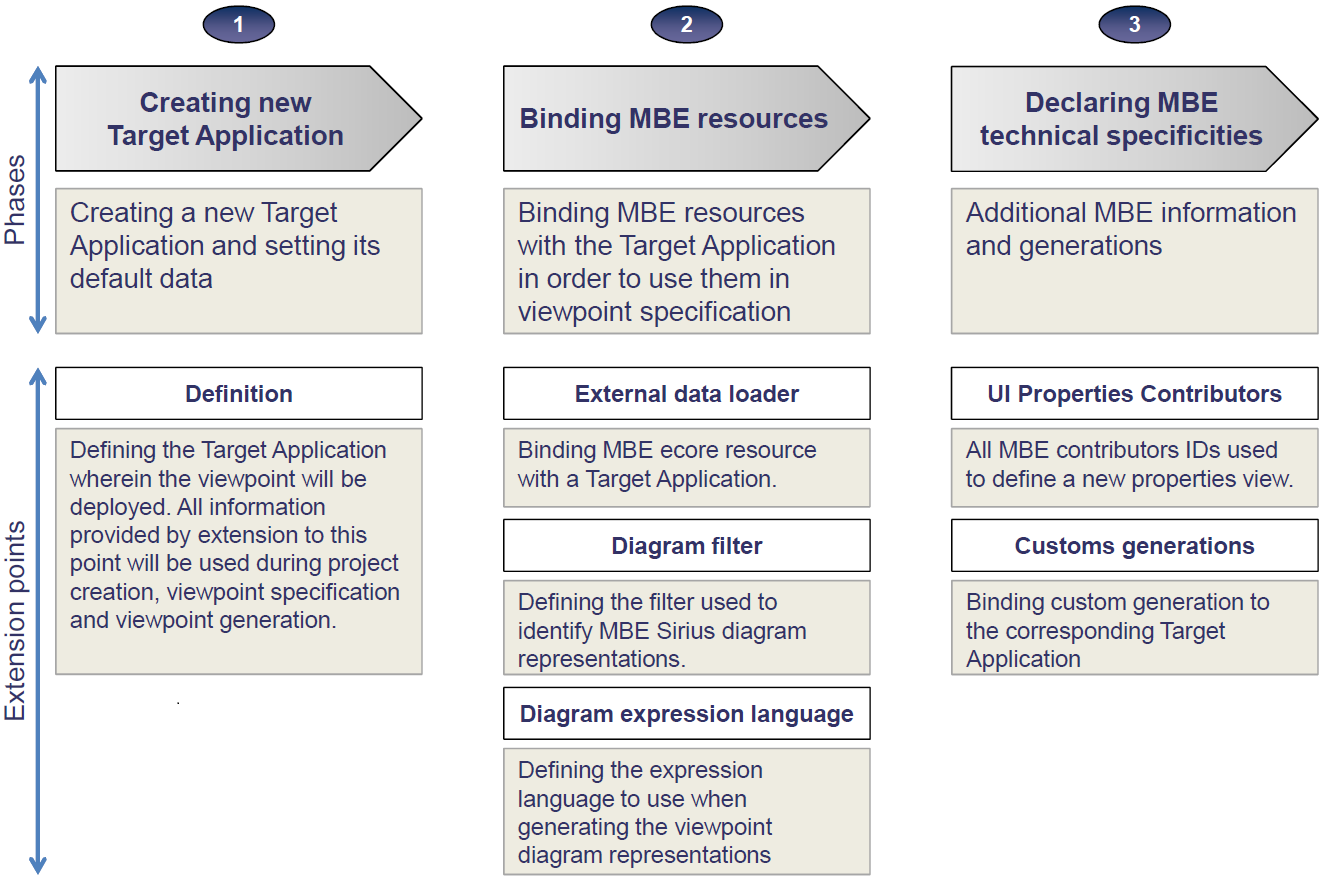 1
2
3
Phases
Creating new
Target Application
Binding MBE resources
Declaring MBE
technical specificities
Creating a new Target
Application and setting its
default data
Binding MBE resources
with the Target Application
in order to use them in
viewpoint specification
Additional MBE information
and generations
Extension points
Definition
Defining the Target Application
wherein the viewpoint will be
deployed. All information
provided by extension to this
point will be used during project
creation, viewpoint specification
and viewpoint generation.
.
External data loader
Binding MBE ecore resource
with a Target Application.
Diagram filter
Defining the filter used to
identify MBE Sirius diagram
representations.
Diagram expression language
Defining the expression
language to use when
generating the viewpoint
diagram representations
UI Properties Contributors
All MBE contributors IDs used
to define a new properties view.
Customs generations
Binding custom generation to
the corresponding Target
Application